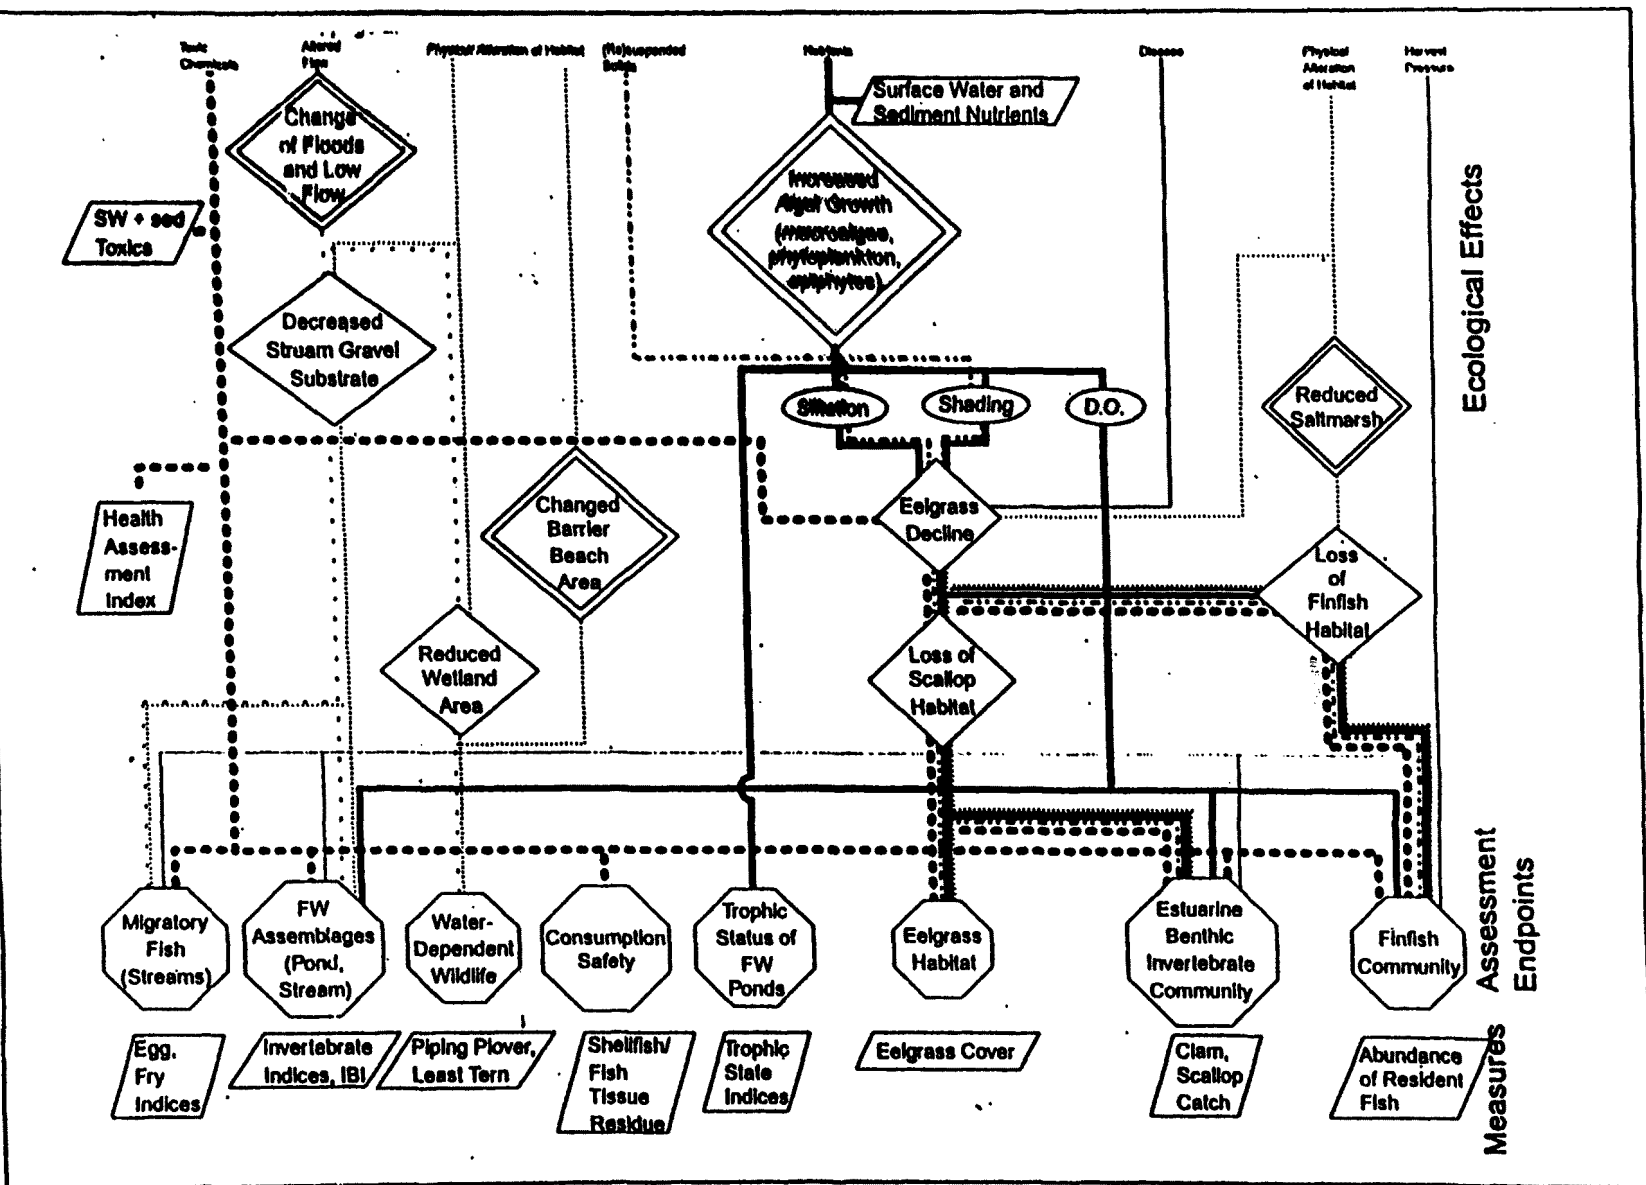 Toxic
Chemicals
Altered
Flow
Physical Alteration of Habitat
(Re)suspended
Solids
Nutrients
Disease
Physical
Alteration
of Habitat
Harvest
Pressure
Surface Water and
Sediment Nutrients
Change
of Floods
and Low
Flow
Increased
Algal Growth
(macroalgae,
phytoplankton,
epiphytes)
SW + sed
Toxics
Decreased
Struam Gravel
Substrate
Siltation
Shading
D.O.
Reduced
Saltmarsh
Health
Assess-
ment
Index
Changed
Barrier
Beach
Area
Eelgrass
Decline
Loss
of
Finfish
Habitat
Reduced
Wetland
Area
Loss of
Scallop
Habitat
Ecological Effects
Migratory
Fish
(Streams)
FW
Assemblages
(Pond,
Stream)
Water-
Dependent
Wildlife
Consumption
Safety
Trophic
Status of
FW
Ponds
Eelgrass
Habitat
Estuarine
Benthic
Invertebrate
Community
Finfish
Community
Assessment
Endpoints
Egg,
Fry
Indices
Invertebrate
Indices, IBI
Piping Plover,
Least Tern
Shellfish/
Fish
Tissue
Residue
Trophic
State
Indices
Eelgrass Cover
Clam,
Scallop
Catch
Abundance
of Resident
Fish
Measures